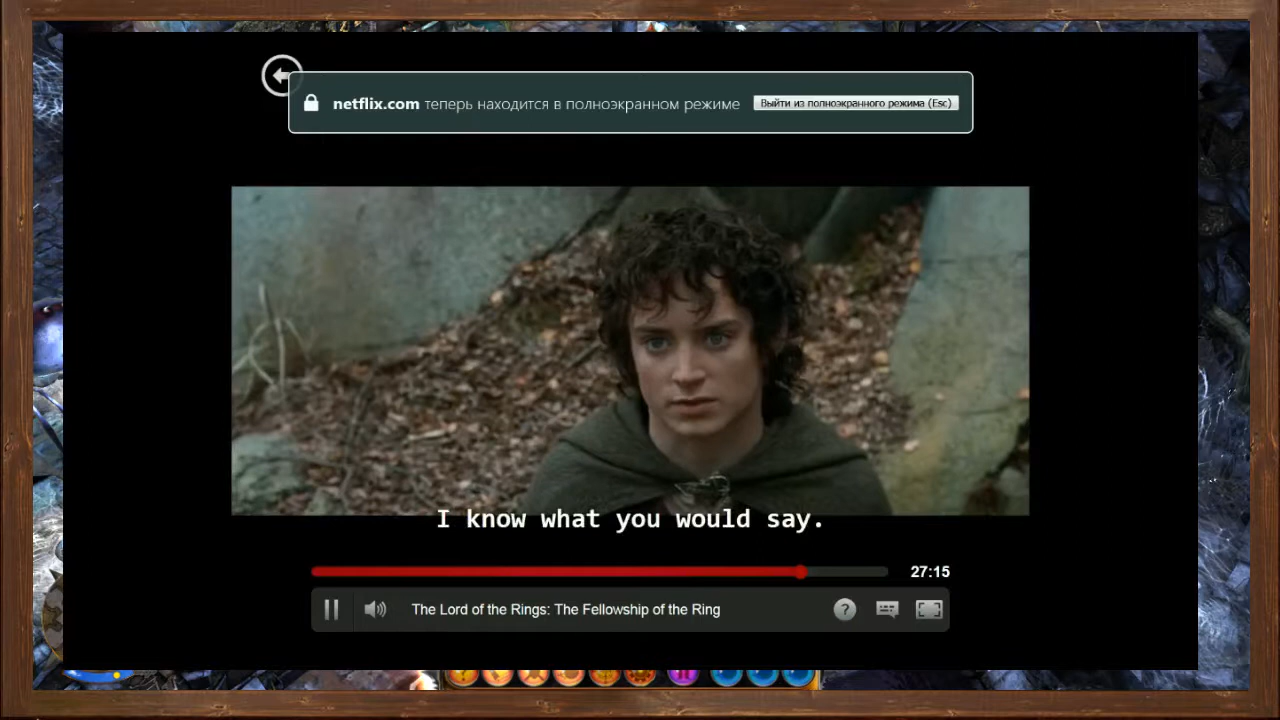 netflix.com теперь находится в полноэкранном режиме
Выйти из полноэкранного режима (Esc)
I know what you would say.
27:15
The Lord of the Rings: The Fellowship of the Ring
?